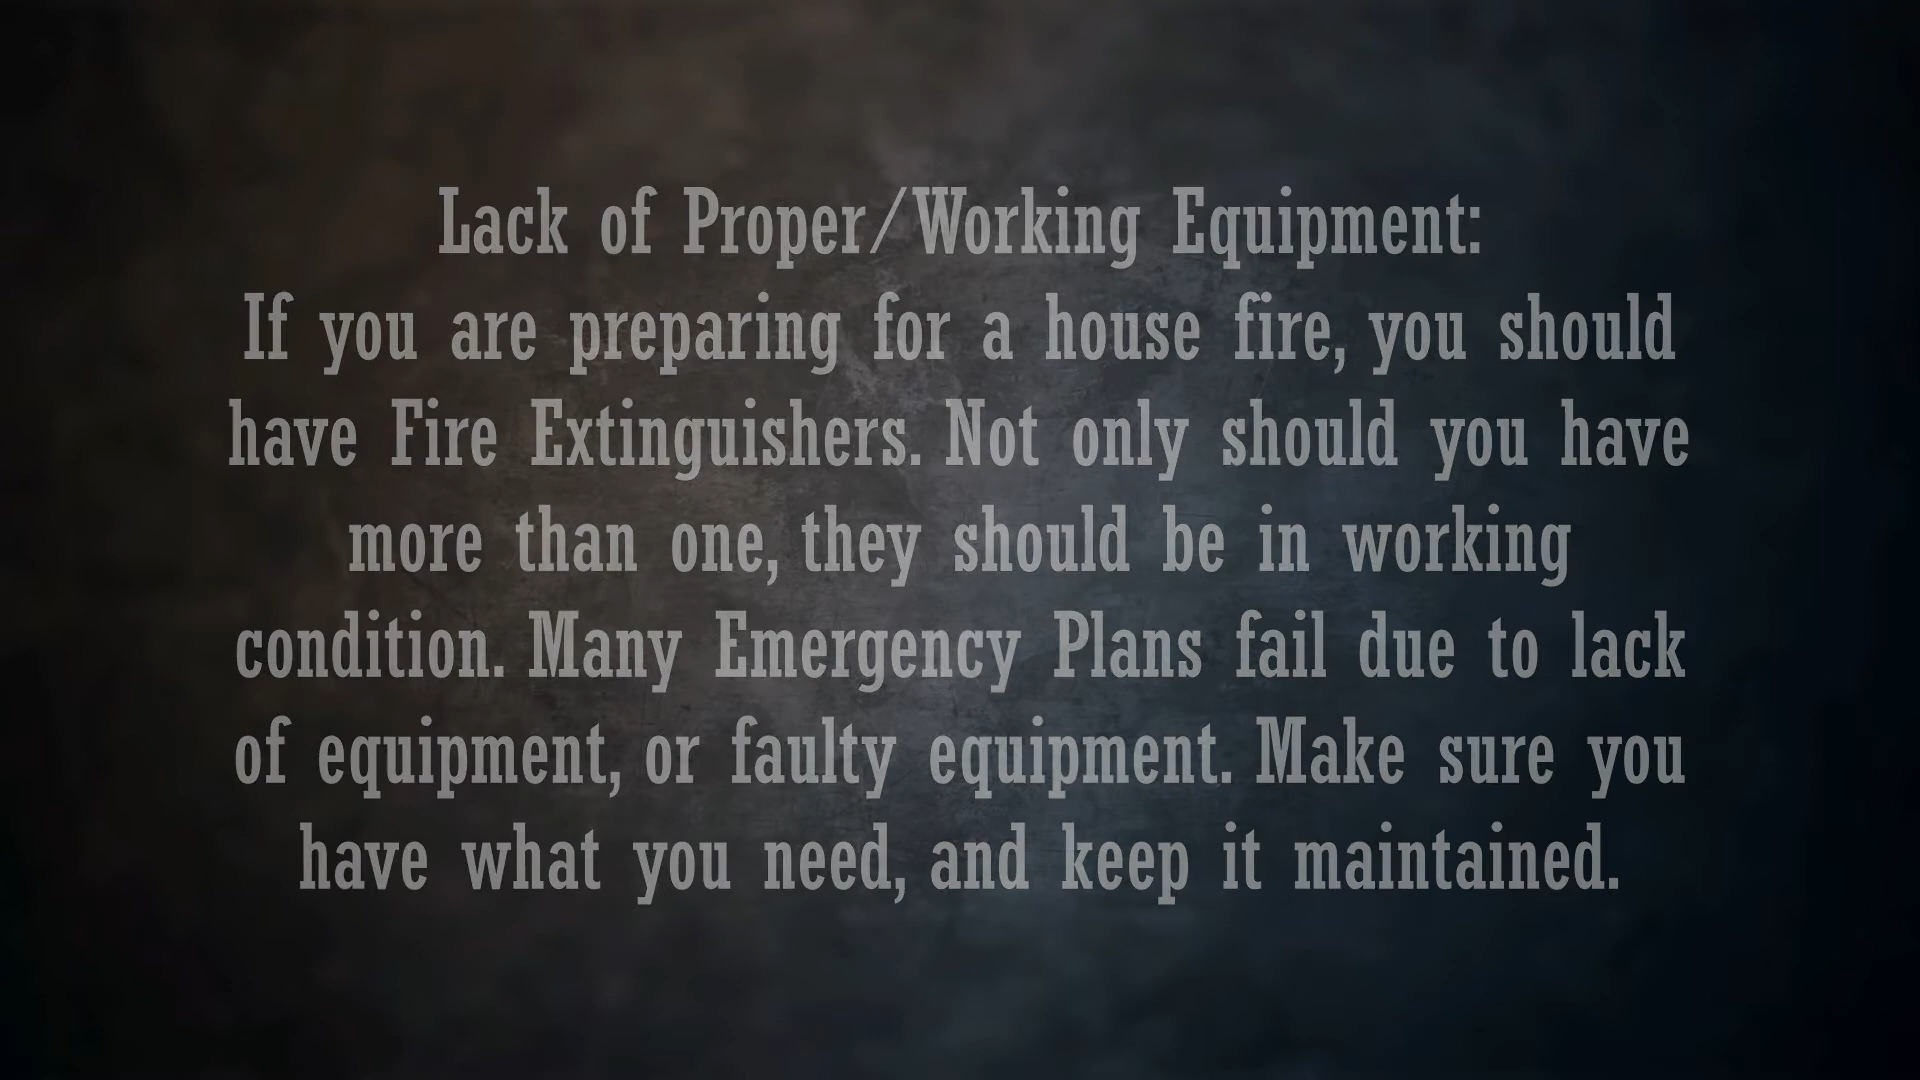 Lack of Proper/Working Equipment:
If you are preparing for a house fire, you should
have Fire Extinguishers. Not only should you have
more than one, they should be in working
condition. Many Emergency Plans fail due to lack
of equipment, or faulty equipment. Make sure you
have what you need, and keep it maintained.